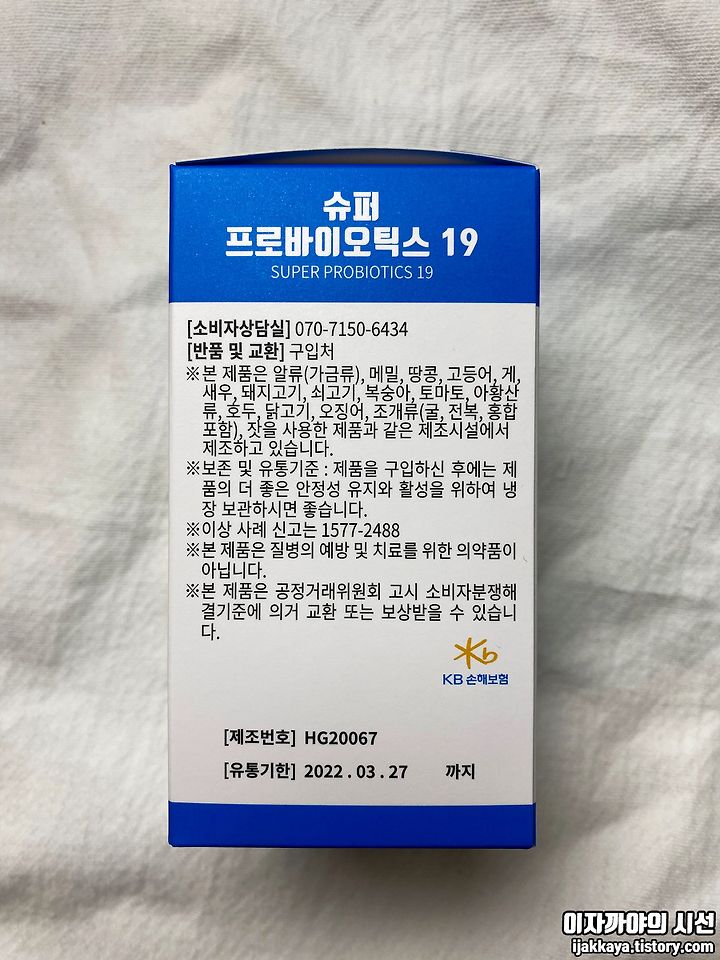 슈퍼
프로바이오틱스 19
SUPER PROBIOTICS 19
[소비자상담실] 070-7150-6434
[반품 및 교환] 구입처
※본 제품은 알류(가금류), 메밀, 땅콩, 고등어, 게,
새우, 돼지고기, 쇠고기, 복숭아, 토마토, 아황산
류, 호두, 닭고기, 오징어, 조개류(굴, 전복, 홍합
포함), 잣을 사용한 제품과 같은 제조시설에서
제조하고 있습니다.
※보존 및 유통기준 : 제품을 구입하신 후에는 제
품의 더 좋은 안정성 유지와 활성을 위하여 냉
장 보관하시면 좋습니다.
※이상 사례 신고는 1577-2488
※본 제품은 질병의 예방 및 치료를 위한 의약품이
아닙니다.
※본 제품은 공정거래위원회 고시 소비자분쟁해
결기준에 의거 교환 또는 보상받을 수 있습니
다.
KB 손해보험
[제조번호] HG20067
[유통기한] 2022 . 03 . 27 까지
이자까야의 시선
ijakkaya.tistory.com